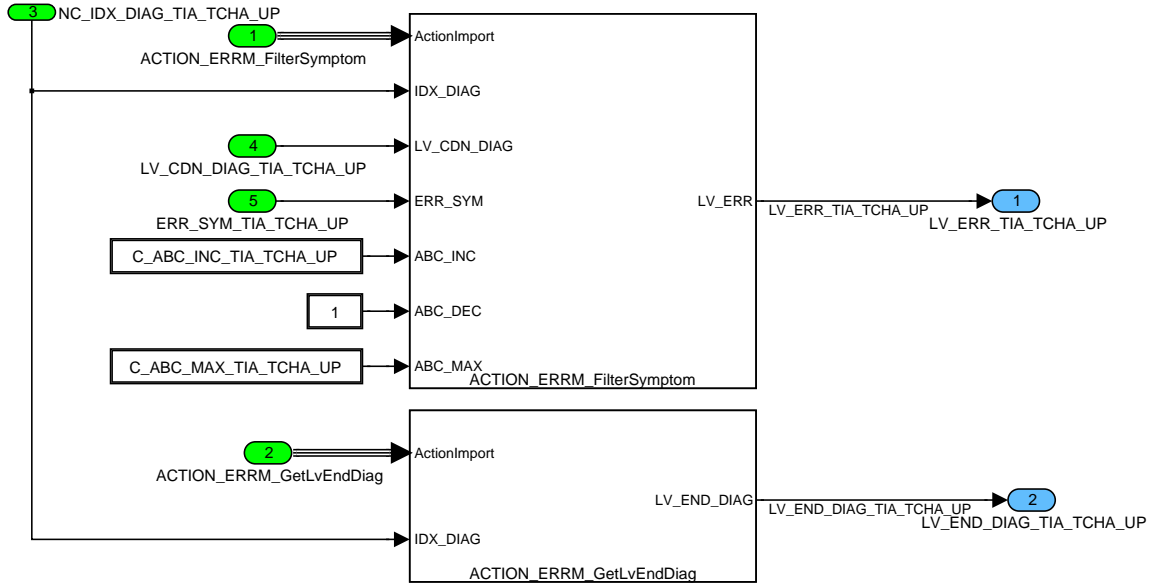 3 NC_IDX_DIAG_TIA_TCHA_UP
1 ActionImport
ACTION_ERRM_FilterSymptom
IDX_DIAG
4 LV_CDN_DIAG
LV_CDN_DIAG_TIA_TCHA_UP
5 ERR_SYM LV_ERR LV_ERR_TIA_TCHA_UP 1
ERR_SYM_TIA_TCHA_UP LV_ERR_TIA_TCHA_UP
C_ABC_INC_TIA_TCHA_UP ABC_INC
1 ABC_DEC
C_ABC_MAX_TIA_TCHA_UP ABC_MAX
ACTION_ERRM_FilterSymptom
2 ActionImport
ACTION_ERRM_GetLvEndDiag
LV_END_DIAG LV_END_DIAG_TIA_TCHA_UP 2
LV_END_DIAG_TIA_TCHA_UP
IDX_DIAG
ACTION_ERRM_GetLvEndDiag